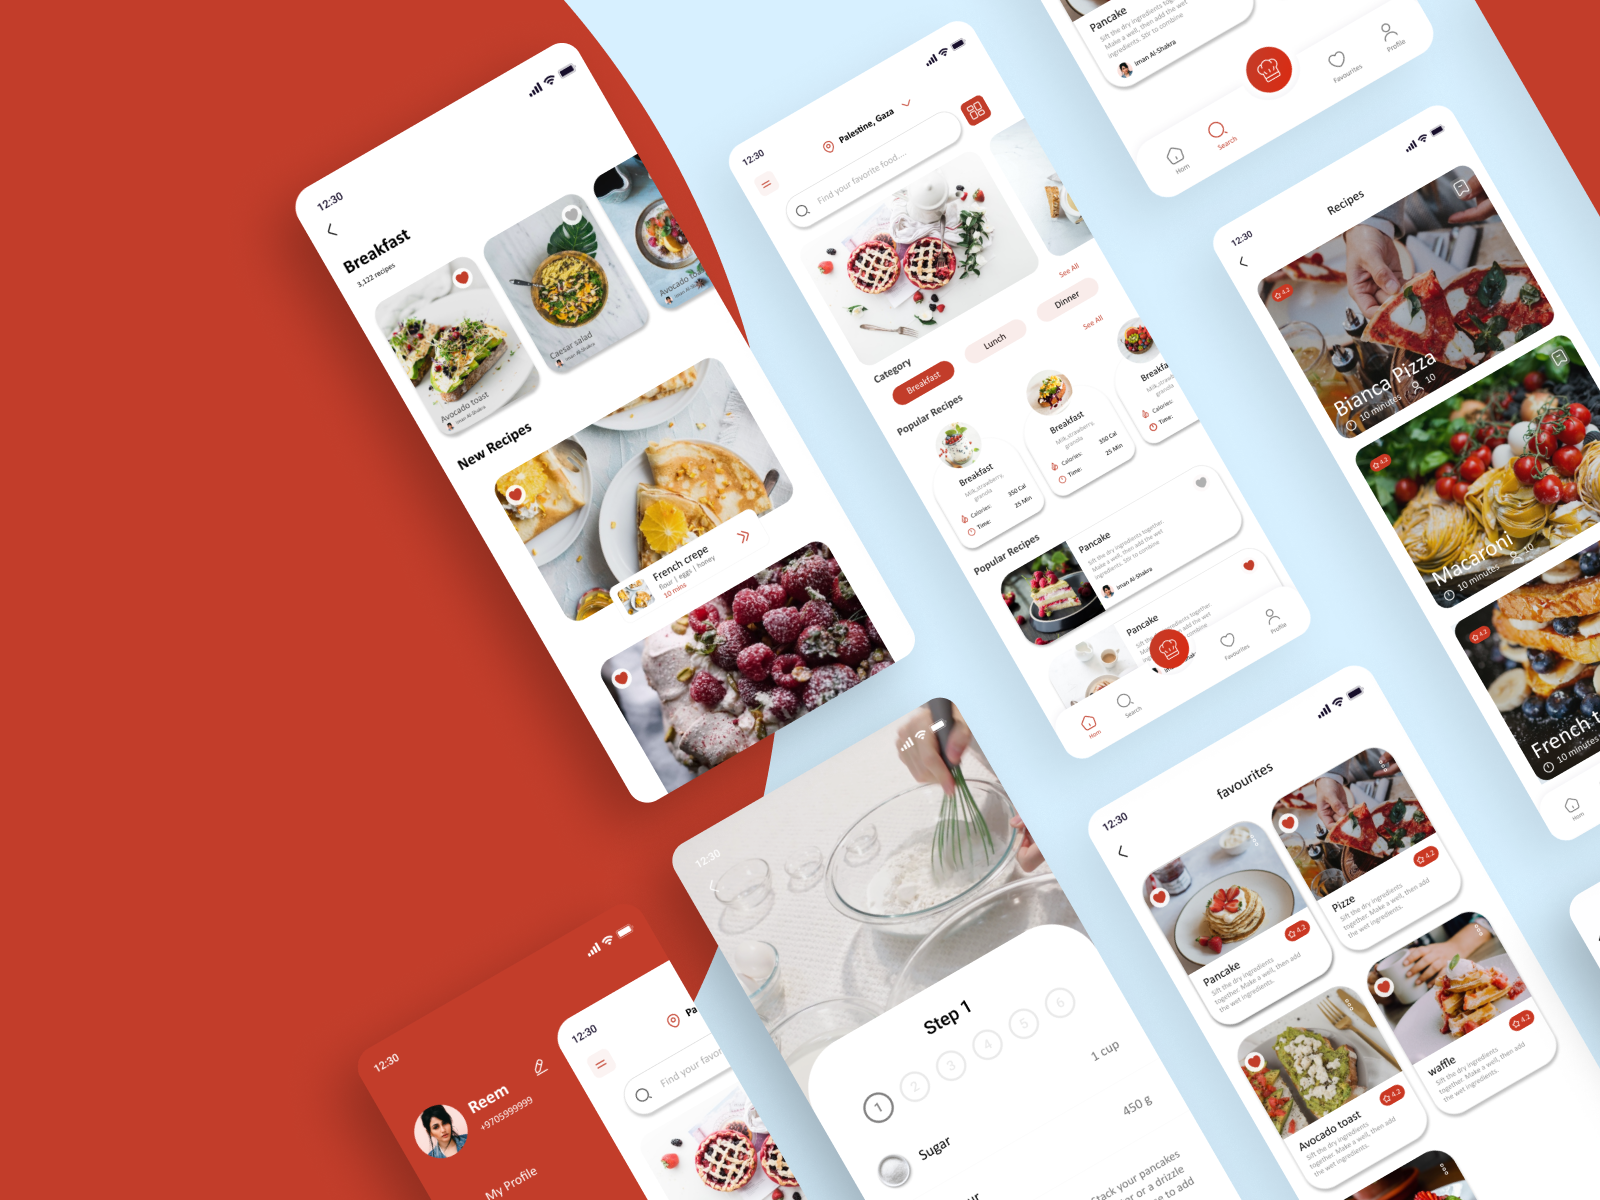 12:30
Breakfast
3,122 recipes
Avocado toast
Iman Al-Shakra
Caesar salad
Iman Al-Shakra
New Recipes
French crepe
flour | eggs | honey
10 mins
12:30
Palestine, Gaza
Find your favorite food....
See All
Category
Breakfast
Lunch
Dinner
Popular Recipes
See All
Breakfast
Milk,strawberry,
granola
Calories:
350 Cal
Time:
25 Min
Breakfast
Milk,strawberry,
granola
Calories:
350 Cal
Time:
25 Min
Calories:
Time:
Popular Recipes
Pancake
Sift the dry ingredients together.
Make a well, then add the wet
ingredients. Stir to combine
Iman Al-Shakra
Pancake
Hom
Search
Favourites
Profile
Pancake
Sift the dry ingredients
Make a well, then add the wet
ingredients. Stir to combine
Iman Al-Shakra
Hom
Search
Favourites
Profile
12:30
Recipes
4.2
Bianca Pizza
10 minutes
10
4.2
Macaroni
10 minutes
10
4.2
French
10 minutes
Hom
12:30
favourites
Pancake
4.2
Sift the dry ingredients
together. Make a well, then add
the wet ingredients.
Pizze
4.2
Sift the dry ingredients
together. Make a well, then add
the wet ingredients.
Avocado toast
4.2
Sift the dry ingredients
together. Make a well, then add
the wet ingredients.
waffle
4.2
Sift the dry ingredients
together. Make a well, then add
the wet ingredients.
12:30
Step 1
1
2
3
4
5
6
1 cup
Sugar
450 g
Stack your pancakes
or a drizzle
to add
12:30
Reem
+9705999999
My Profile
12:30
Find your